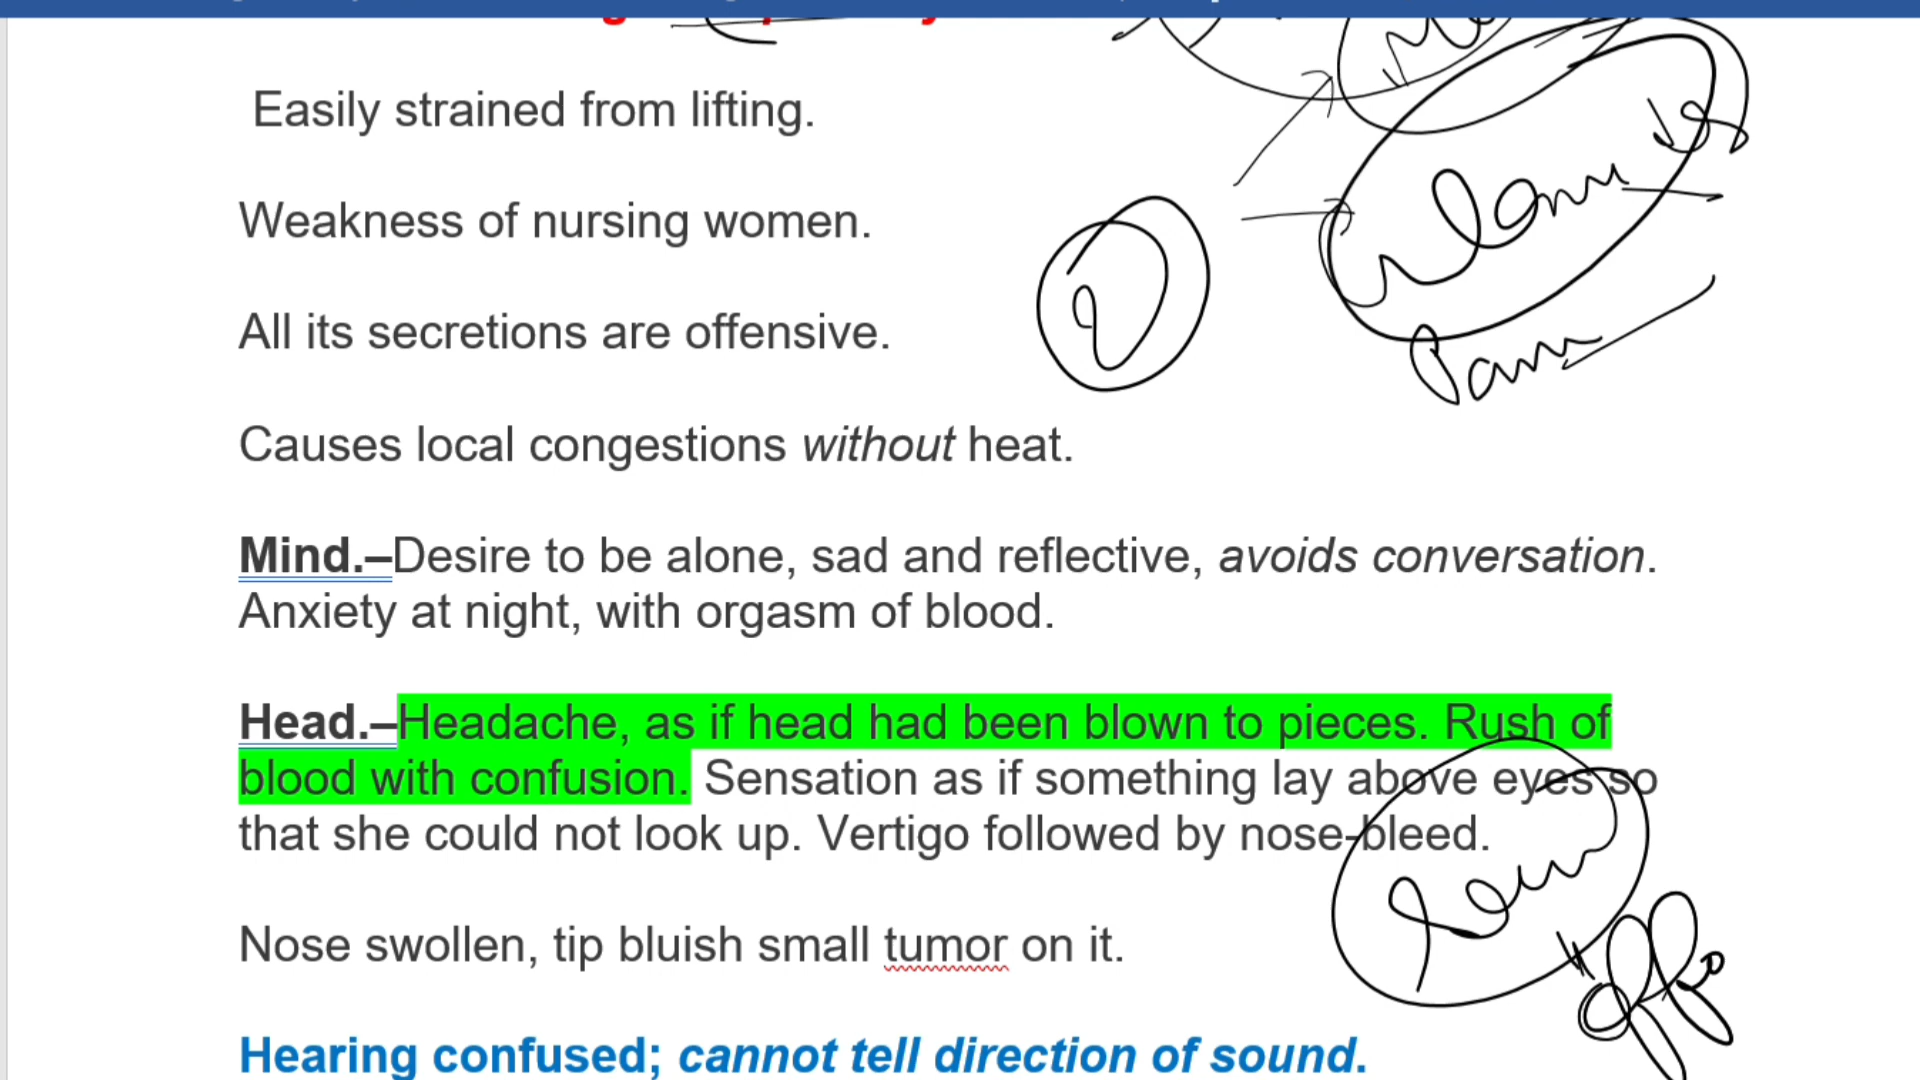 Easily strained from lifting.
Weakness of nursing women.
All its secretions are offensive.
Causes local congestions without heat.
Mind.–Desire to be alone, sad and reflective, avoids conversation.
Anxiety at night, with orgasm of blood.
Head.–Headache, as if head had been blown to pieces. Rush of
blood with confusion. Sensation as if something lay above eyes so
that she could not look up. Vertigo followed by nose-bleed.
Nose swollen, tip bluish small tumor on it.
Hearing confused; cannot tell direction of sound.